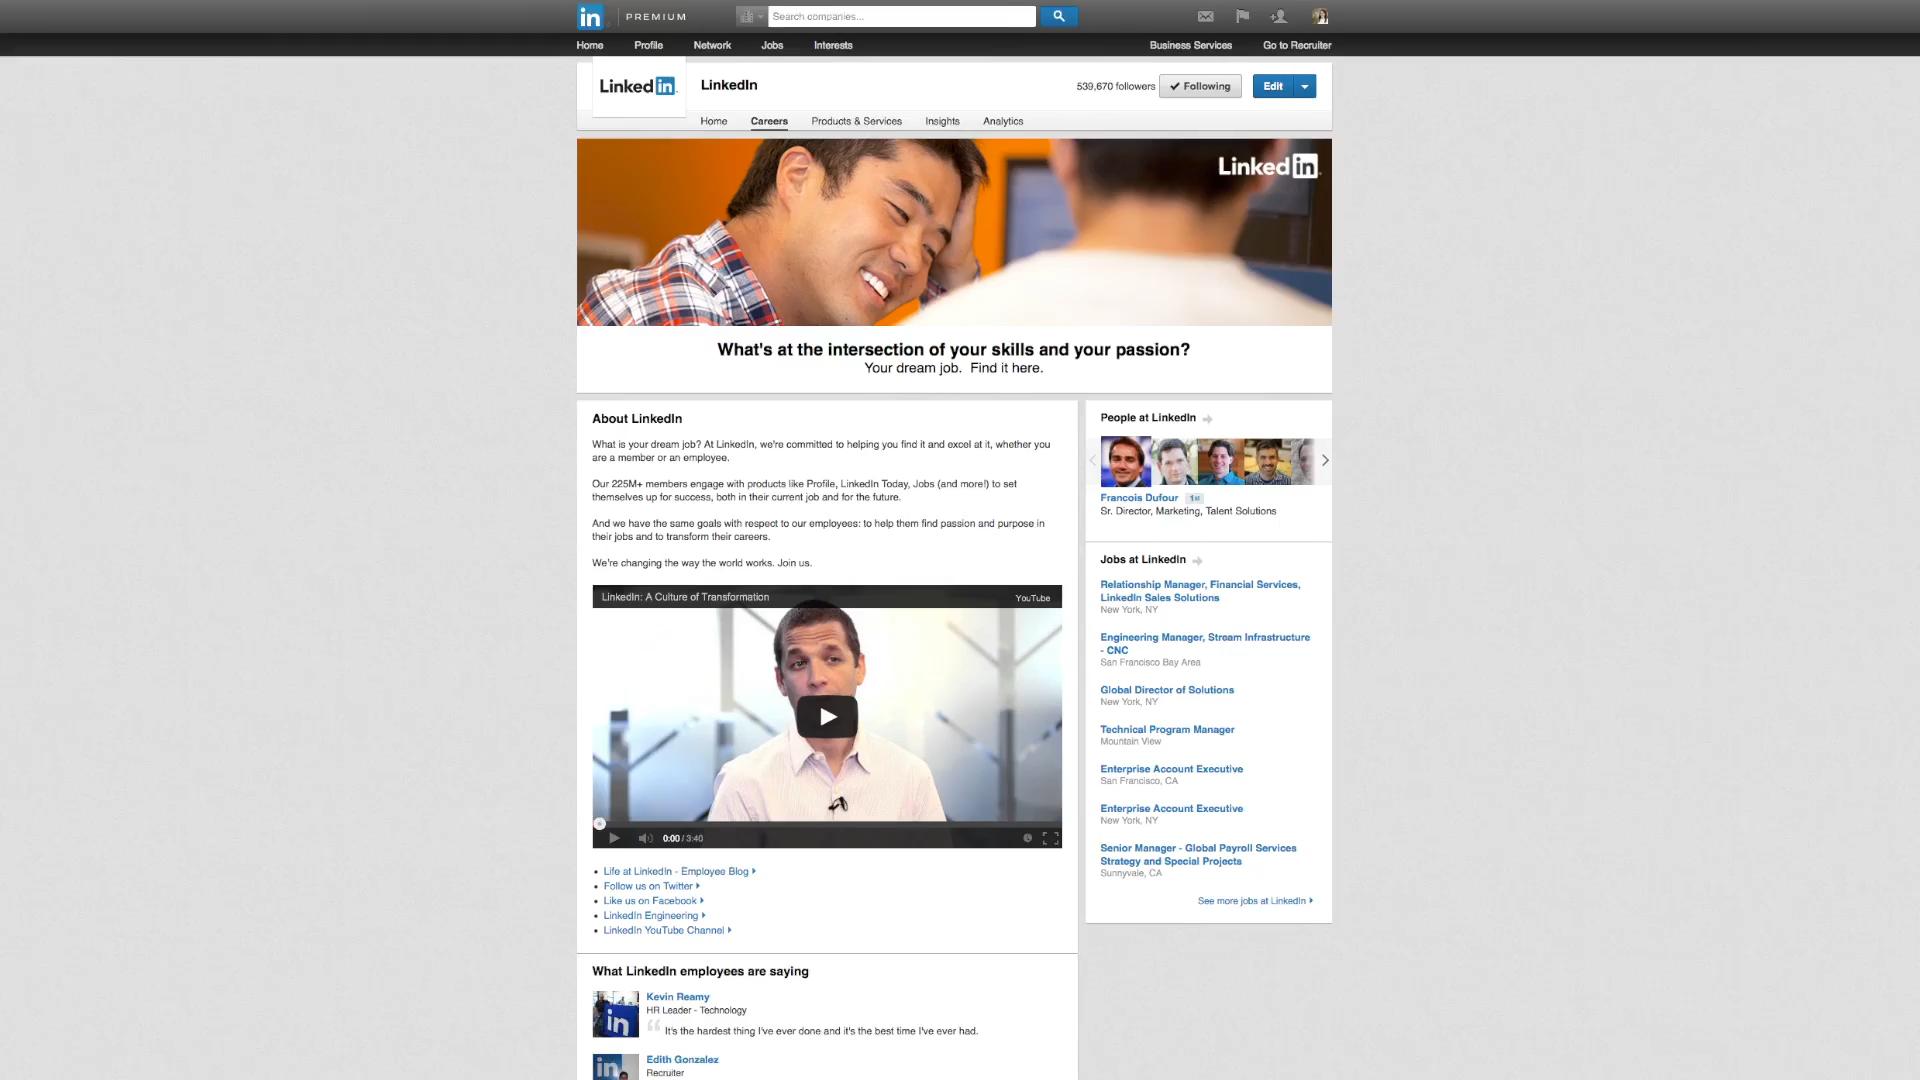 in PREMIUM
Search companies...
Home Profile Network Jobs Interests
Business Services Go to Recruiter
Linked in
LinkedIn
539,670 followers
Following
Edit
Home Careers Products & Services Insights Analytics
Linked in
What's at the intersection of your skills and your passion?
Your dream job. Find it here.
About LinkedIn
What is your dream job? At LinkedIn, we're committed to helping you find it and excel at it, whether you
are a member or an employee.
Our 225M+ members engage with products like Profile, LinkedIn Today, Jobs (and more!) to set
themselves up for success, both in their current job and for the future.
And we have the same goals with respect to our employees: to help them find passion and purpose in
their jobs and to transform their careers.
We're changing the way the world works. Join us.
LinkedIn: A Culture of Transformation
YouTube
0:00 / 3:40
Life at LinkedIn - Employee Blog
Follow us on Twitter
Like us on Facebook
LinkedIn Engineering
LinkedIn YouTube Channel
What LinkedIn employees are saying
in
Kevin Reamy
HR Leader - Technology
It's the hardest thing I've ever done and it's the best time I've ever had.
in
Edith Gonzalez
Recruiter
People at LinkedIn
Francois Dufour 1st
Sr. Director, Marketing, Talent Solutions
Jobs at LinkedIn
Relationship Manager, Financial Services,
LinkedIn Sales Solutions
New York, NY
Engineering Manager, Stream Infrastructure
- CNC
San Francisco Bay Area
Global Director of Solutions
New York, NY
Technical Program Manager
Mountain View
Enterprise Account Executive
San Francisco, CA
Enterprise Account Executive
New York, NY
Senior Manager - Global Payroll Services
Strategy and Special Projects
Sunnyvale, CA
See more jobs at LinkedIn